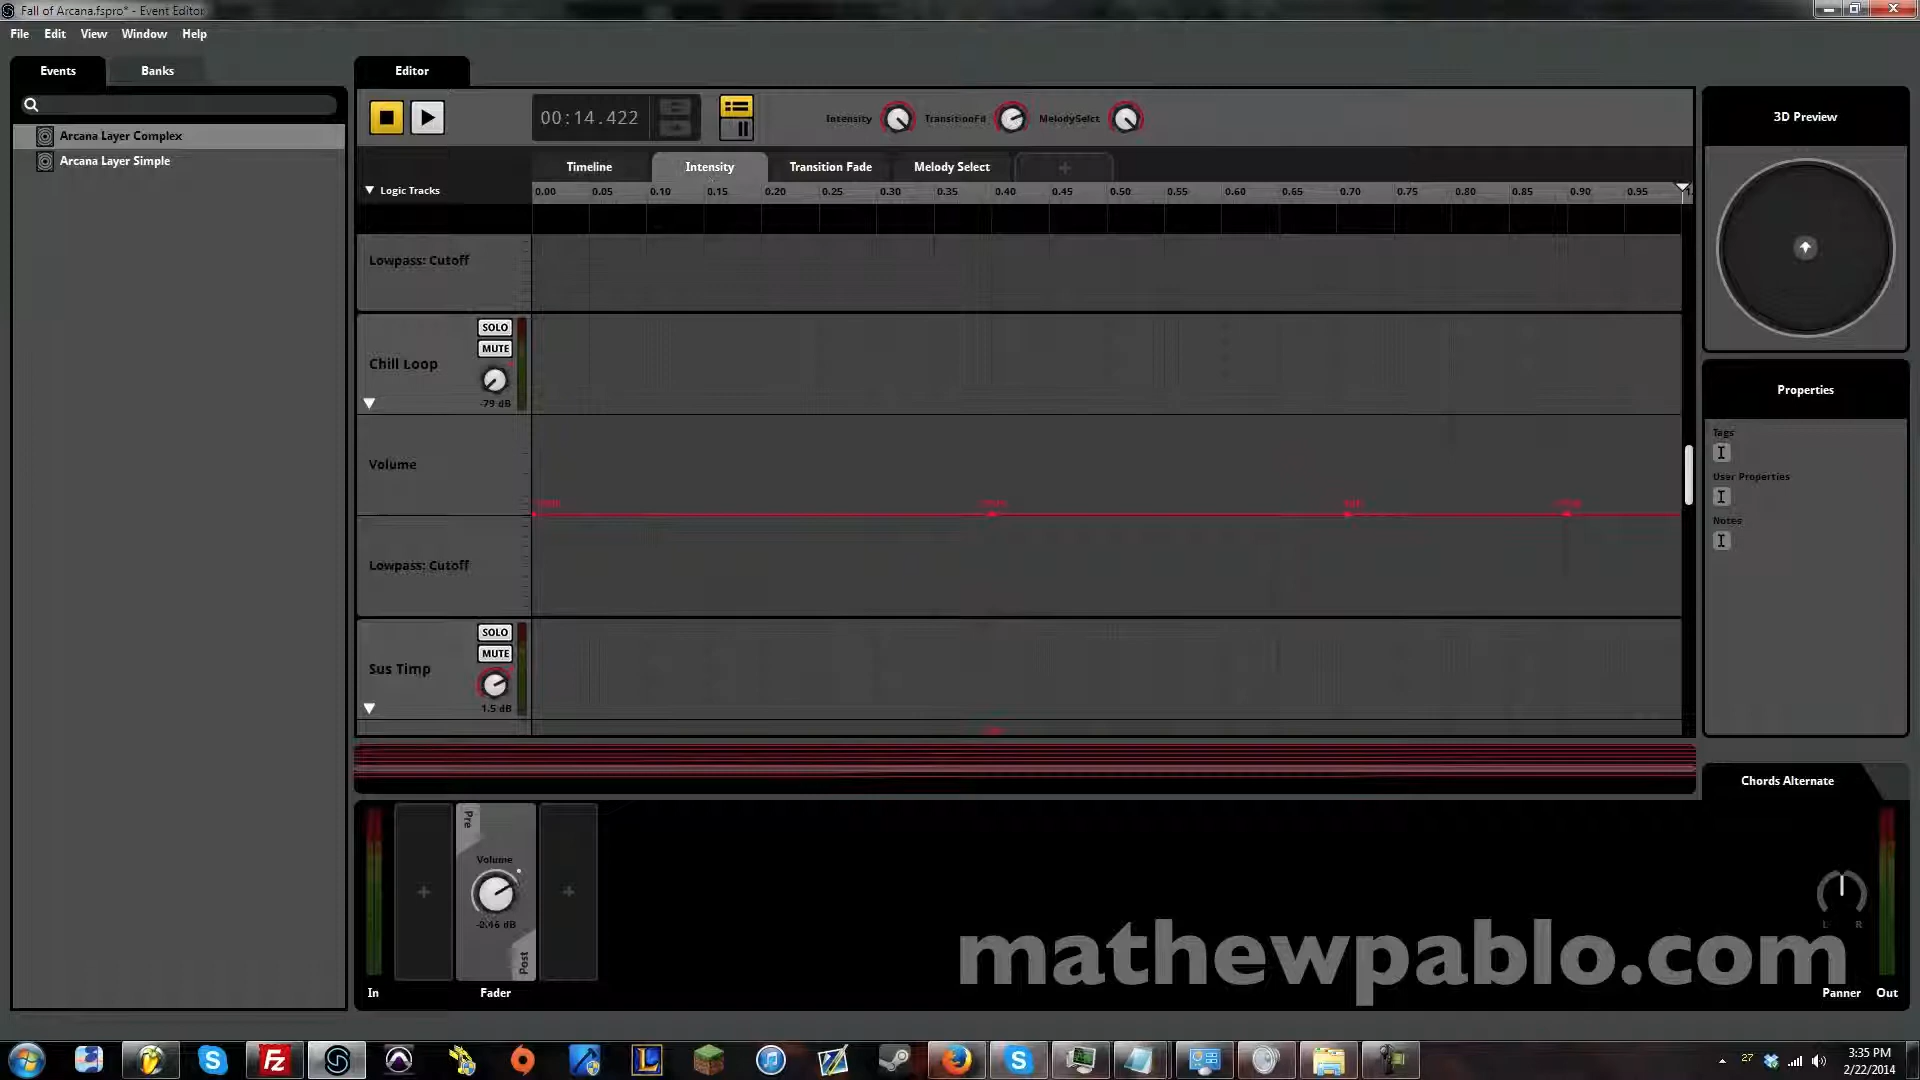 Fall of Arcana.fspro* - Event Editor
File Edit View Window Help
Events Banks
Editor
Arcana Layer Complex
Arcana Layer Simple
00:14.422
Intensity TransitionFd MelodySelct
3D Preview
Timeline Intensity Transition Fade Melody Select +
Logic Tracks
0.00 0.05 0.10 0.15 0.20 0.25 0.30 0.35 0.40 0.45 0.50 0.55 0.60 0.65 0.70 0.75 0.80 0.85 0.90 0.95
Lowpass: Cutoff
SOLO
MUTE
Chill Loop
-79 dB
Volume
Lowpass: Cutoff
SOLO
MUTE
Sus Timp
1.5 dB
Properties
Tags
User Properties
Notes
Chords Alternate
Pre
Volume
Post
In
Fader
L R
Panner Out
mathewpablo.com
27
3:35 PM
2/22/2014